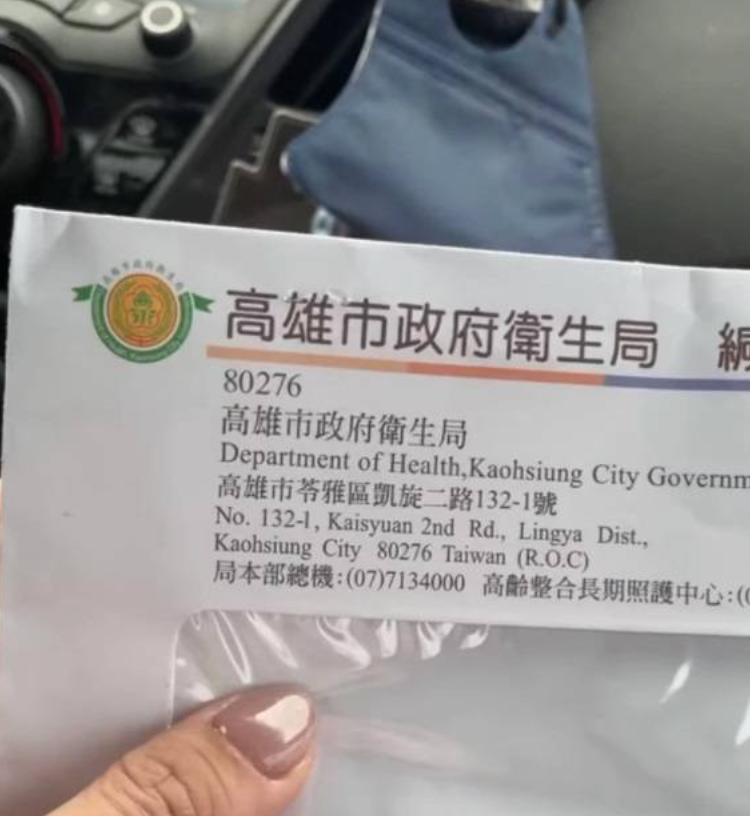 高雄市政府衛生局
80276
高雄市政府衛生局
Department of Health,Kaohsiung City
高雄市苓雅區凱旋二路132-1號
No. 132-1, Kaisyuan 2nd Rd., Lingya Dist.,
Kaohsiung City 80276 Taiwan (R.O.C)
局本部總機:(07)7134000 高齡整合長期照護中心:(0